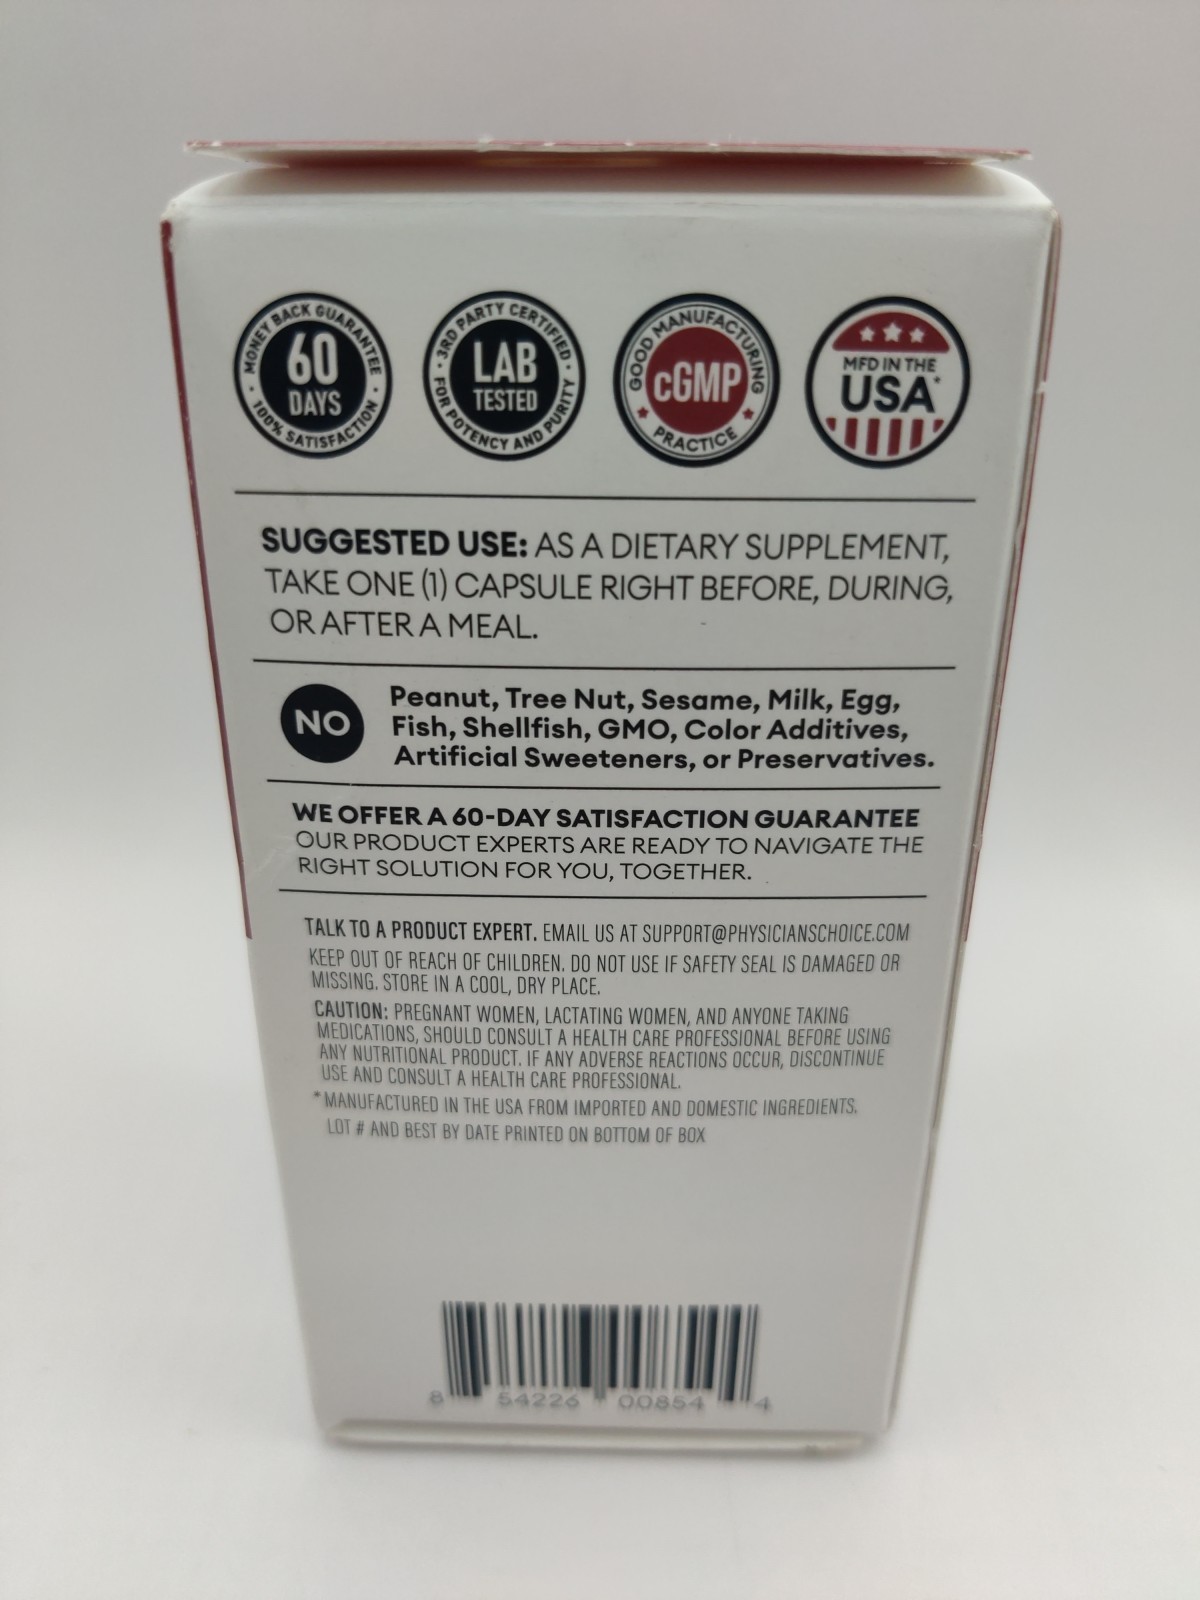 MONEY BACK GUARANTEE
60
DAYS
100% SATISFACTION
3RD PARTY CERTIFIED
LAB
TESTED
FOR POTENCY AND PURITY
GOOD MANUFACTURING
cGMP
PRACTICE
MFD IN THE
USA*
SUGGESTED USE: AS A DIETARY SUPPLEMENT,
TAKE ONE (1) CAPSULE RIGHT BEFORE, DURING,
OR AFTER A MEAL.
NO
Peanut, Tree Nut, Sesame, Milk, Egg,
Fish, Shellfish, GMO, Color Additives,
Artificial Sweeteners, or Preservatives.
WE OFFER A 60-DAY SATISFACTION GUARANTEE
OUR PRODUCT EXPERTS ARE READY TO NAVIGATE THE
RIGHT SOLUTION FOR YOU, TOGETHER.
TALK TO A PRODUCT EXPERT. EMAIL US AT SUPPORT@PHYSICIANSCHOICE.COM
KEEP OUT OF REACH OF CHILDREN. DO NOT USE IF SAFETY SEAL IS DAMAGED OR
MISSING. STORE IN A COOL, DRY PLACE.
CAUTION: PREGNANT WOMEN, LACTATING WOMEN, AND ANYONE TAKING
MEDICATIONS, SHOULD CONSULT A HEALTH CARE PROFESSIONAL BEFORE USING
ANY NUTRITIONAL PRODUCT. IF ANY ADVERSE REACTIONS OCCUR, DISCONTINUE
USE AND CONSULT A HEALTH CARE PROFESSIONAL.
*MANUFACTURED IN THE USA FROM IMPORTED AND DOMESTIC INGREDIENTS.
LOT # AND BEST BY DATE PRINTED ON BOTTOM OF BOX
8 54226 00854 4